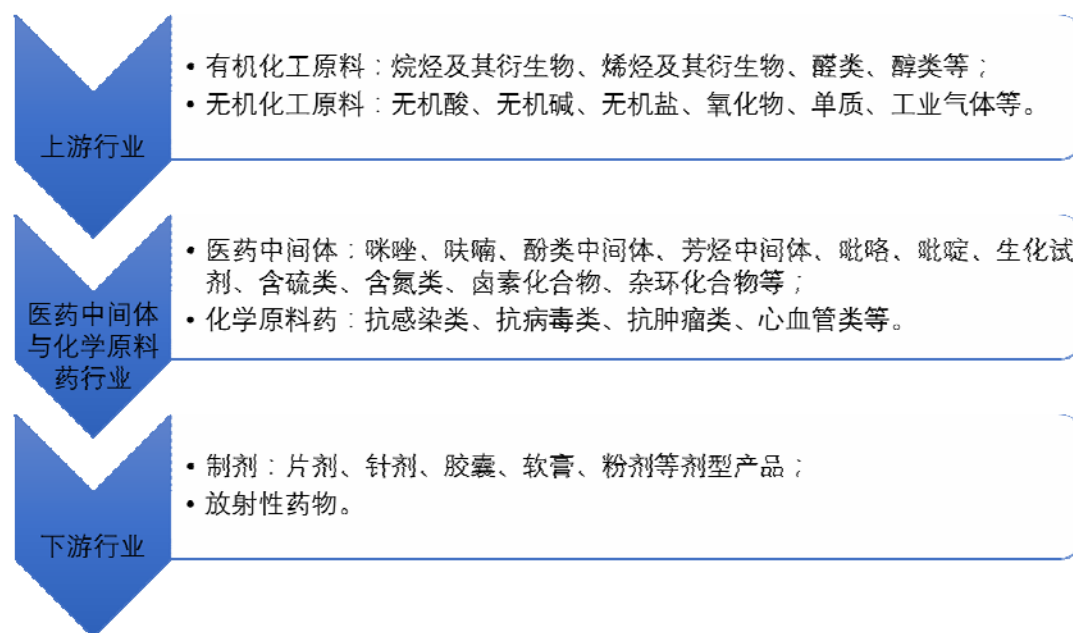 • 有机化工原料：烷烃及其衍生物、烯烃及其衍生物、醛类、醇类等；
• 无机化工原料：无机酸、无机碱、无机盐、氧化物、单质、工业气体等。
上游行业
• 医药中间体：咪唑、呋喃、酚类中间体、芳烃中间体、吡咯、吡啶、生化试
剂、含硫类、含氮类、卤素化合物、杂环化合物等；
• 化学原料药：抗感染类、抗病毒类、抗肿瘤类、心血管类等。
医药中间体
与化学原料
药行业
• 制剂：片剂、针剂、胶囊、软膏、粉剂等剂型产品；
• 放射性药物。
下游行业